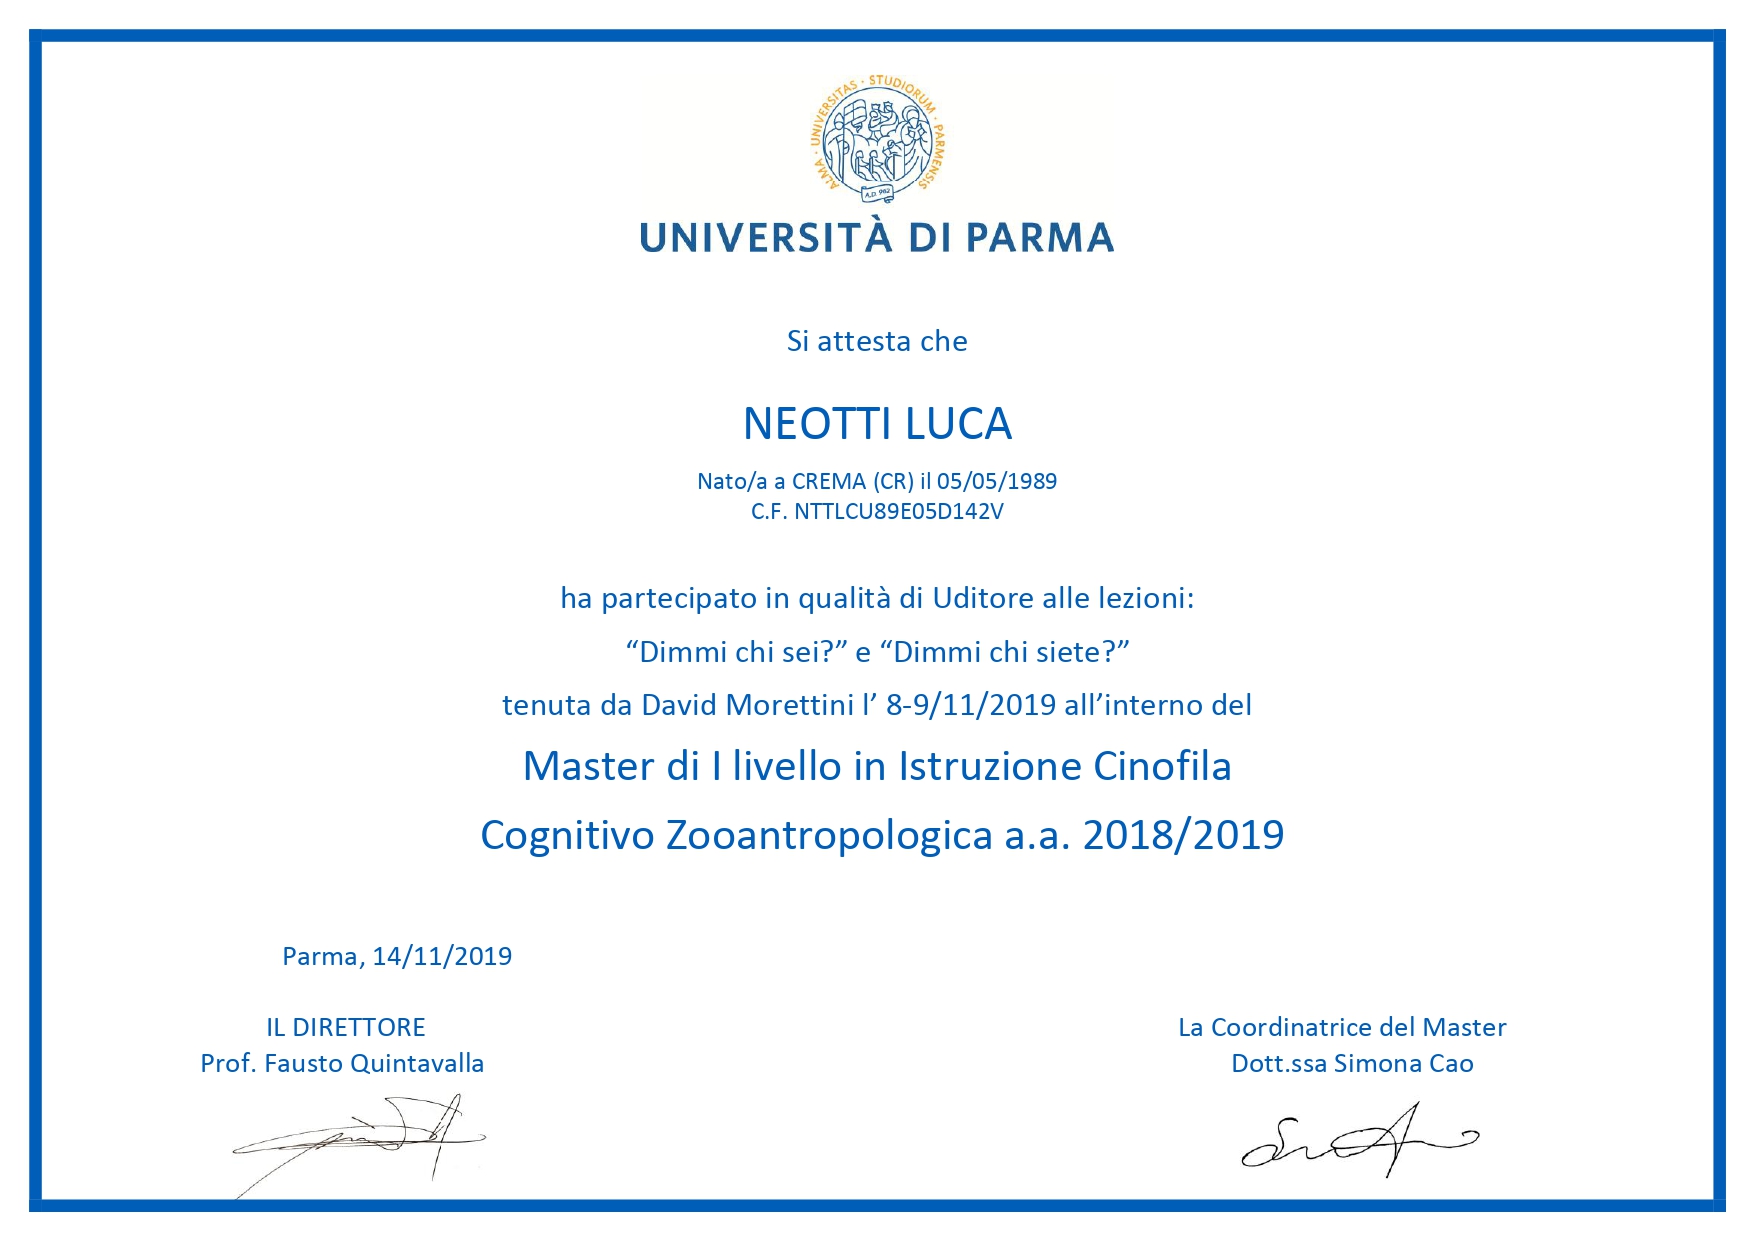 ALMA · UNIVERSITAS · STUDIORUM · PARMENSIS
A.D. 962
UNIVERSITÀ DI PARMA
Si attesta che
NEOTTI LUCA
Nato/a a CREMA (CR) il 05/05/1989
C.F. NTTLCU89E05D142V
ha partecipato in qualità di Uditore alle lezioni:
“Dimmi chi sei?” e “Dimmi chi siete?”
tenuta da David Morettini l’ 8-9/11/2019 all’interno del
Master di I livello in Istruzione Cinofila
Cognitivo Zooantropologica a.a. 2018/2019
Parma, 14/11/2019
IL DIRETTORE
Prof. Fausto Quintavalla
La Coordinatrice del Master
Dott.ssa Simona Cao